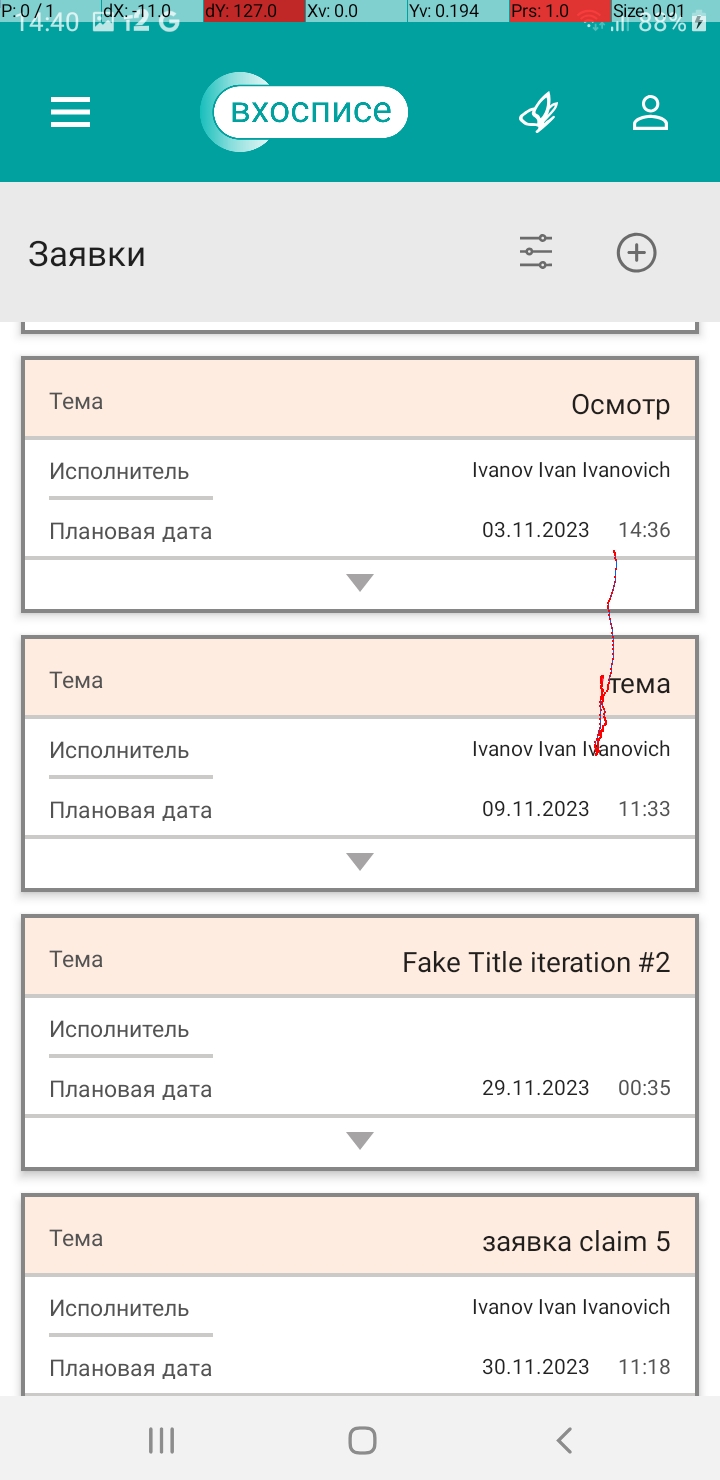 P: 0 / 1 dX: -11.0 dY: 127.0 Xv: 0.0 Yv: 0.194 Prs: 1.0 Size: 0.01
14:40 12 G 88%
вхосписе
Заявки
Тема Осмотр
Исполнитель Ivanov Ivan Ivanovich
Плановая дата 03.11.2023 14:36
Тема тема
Исполнитель Ivanov Ivan Ivanovich
Плановая дата 09.11.2023 11:33
Тема Fake Title iteration #2
Исполнитель
Плановая дата 29.11.2023 00:35
Тема заявка claim 5
Исполнитель Ivanov Ivan Ivanovich
Плановая дата 30.11.2023 11:18